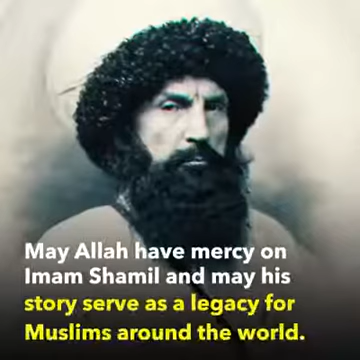 May Allah have mercy on
Imam Shamil and may his
story serve as a legacy for
Muslims around the world.